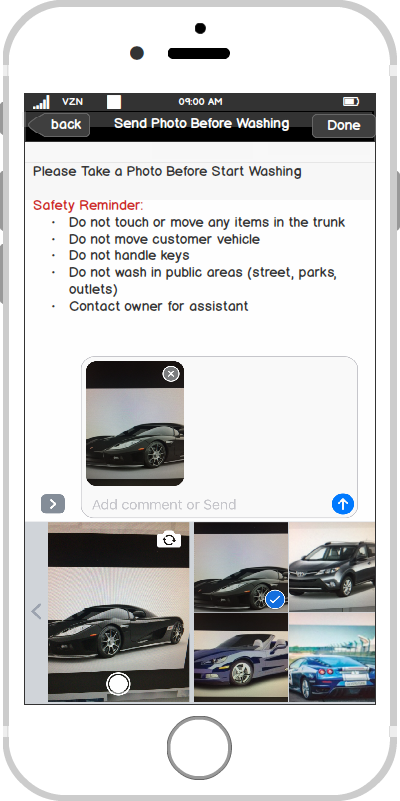 VZN 09:00 AM
back Send Photo Before Washing Done
Please Take a Photo Before Start Washing
Safety Reminder:
· Do not touch or move any items in the trunk
· Do not move customer vehicle
· Do not handle keys
· Do not wash in public areas (street, parks,
outlets)
· Contact owner for assistant
Add comment or Send